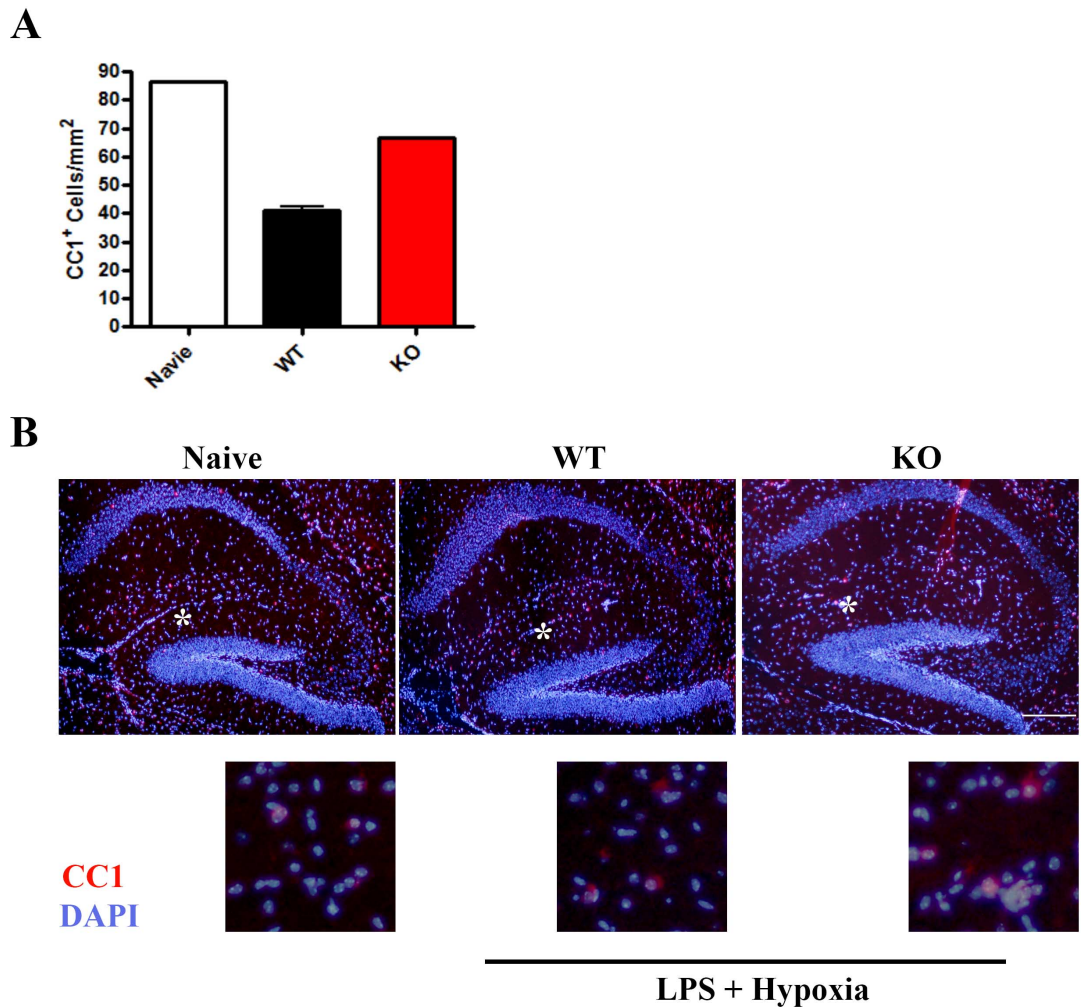 A
90
80
70
60
50
40
30
20
10
0
CC1+ Cells/mm2
Navie
WT
KO
B
Naive WT KO
*
*
*
CC1
DAPI
LPS + Hypoxia